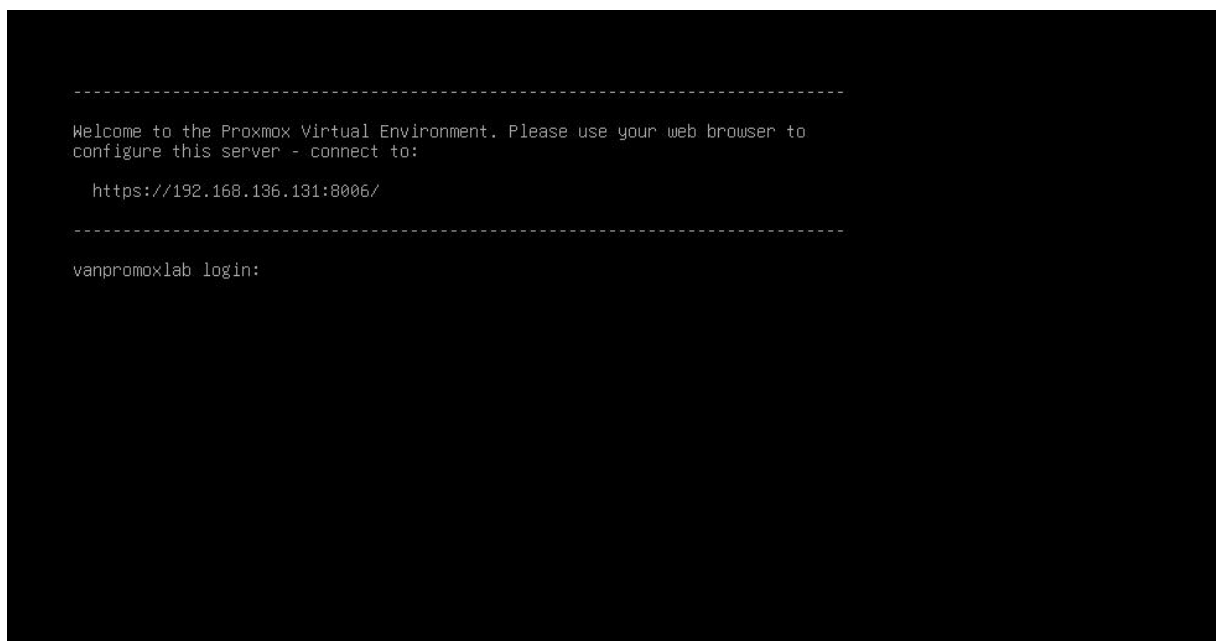 --------------------------------------------------------------------------------
Welcome to the Proxmox Virtual Environment. Please use your web browser to
configure this server - connect to:
https://192.168.136.131:8006/
--------------------------------------------------------------------------------
vanpromoxlab login: